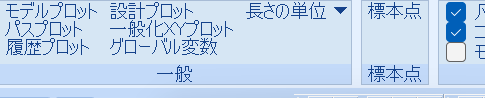 モデルプロット 設計プロット 長さの単位
パスプロット 一般化XYプロット
履歴プロット グローバル変数
一般
標本点
標本点